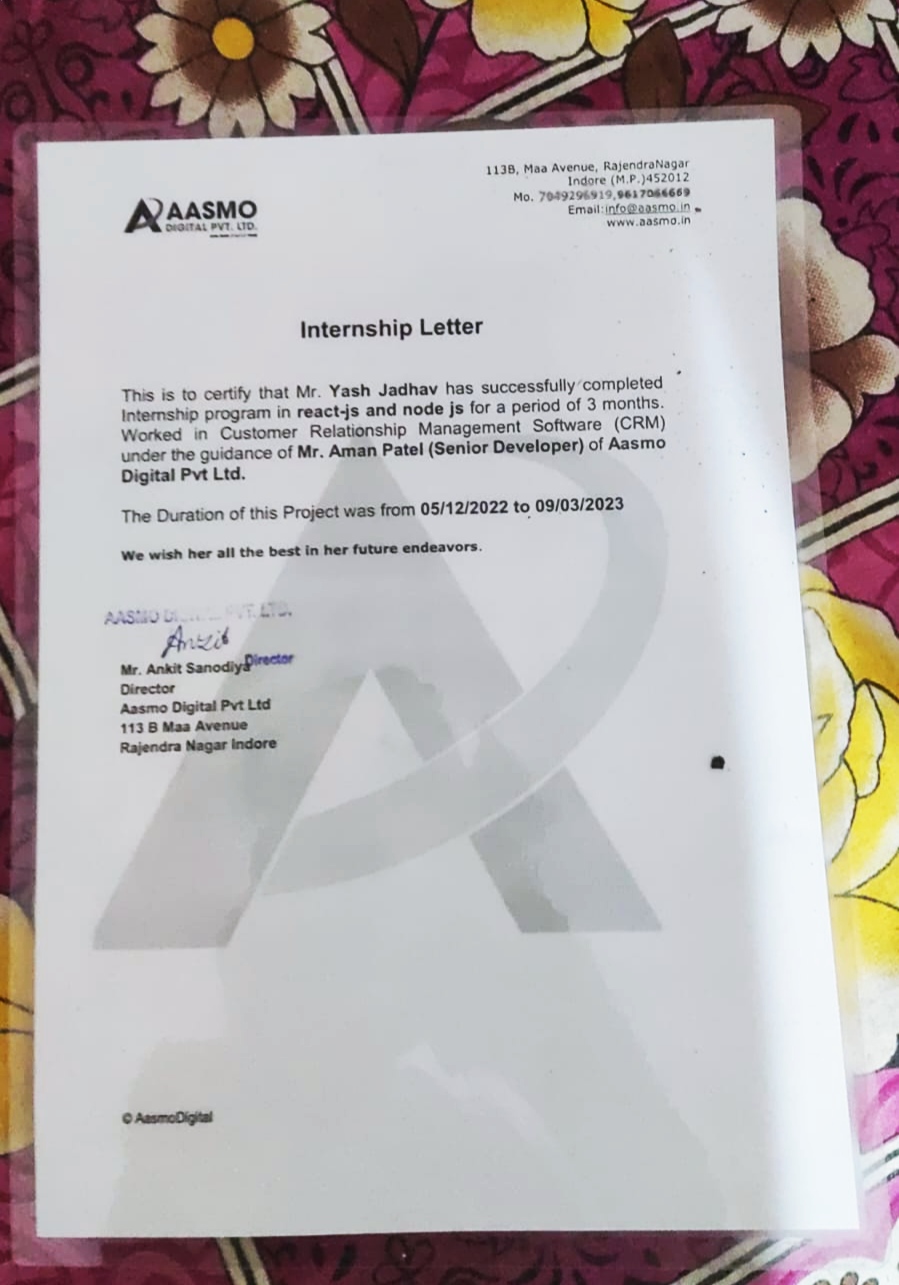 AASMO
DIGITAL PVT. LTD.
113B, Maa Avenue, RajendraNagar
Indore (M.P.)452012
Mo. 7049296919,9617066669
Email:info@aasmo.in
www.aasmo.in
Internship Letter
This is to certify that Mr. Yash Jadhav has successfully completed
Internship program in react-js and node js for a period of 3 months.
Worked in Customer Relationship Management Software (CRM)
under the guidance of Mr. Aman Patel (Senior Developer) of Aasmo
Digital Pvt Ltd.
The Duration of this Project was from 05/12/2022 to 09/03/2023
We wish her all the best in her future endeavors.
AASMO PVT. LTD.
Ankit
Director
Mr. Ankit Sanodiya
Director
Aasmo Digital Pvt Ltd
113 B Maa Avenue
Rajendra Nagar Indore
© AasmoDigital